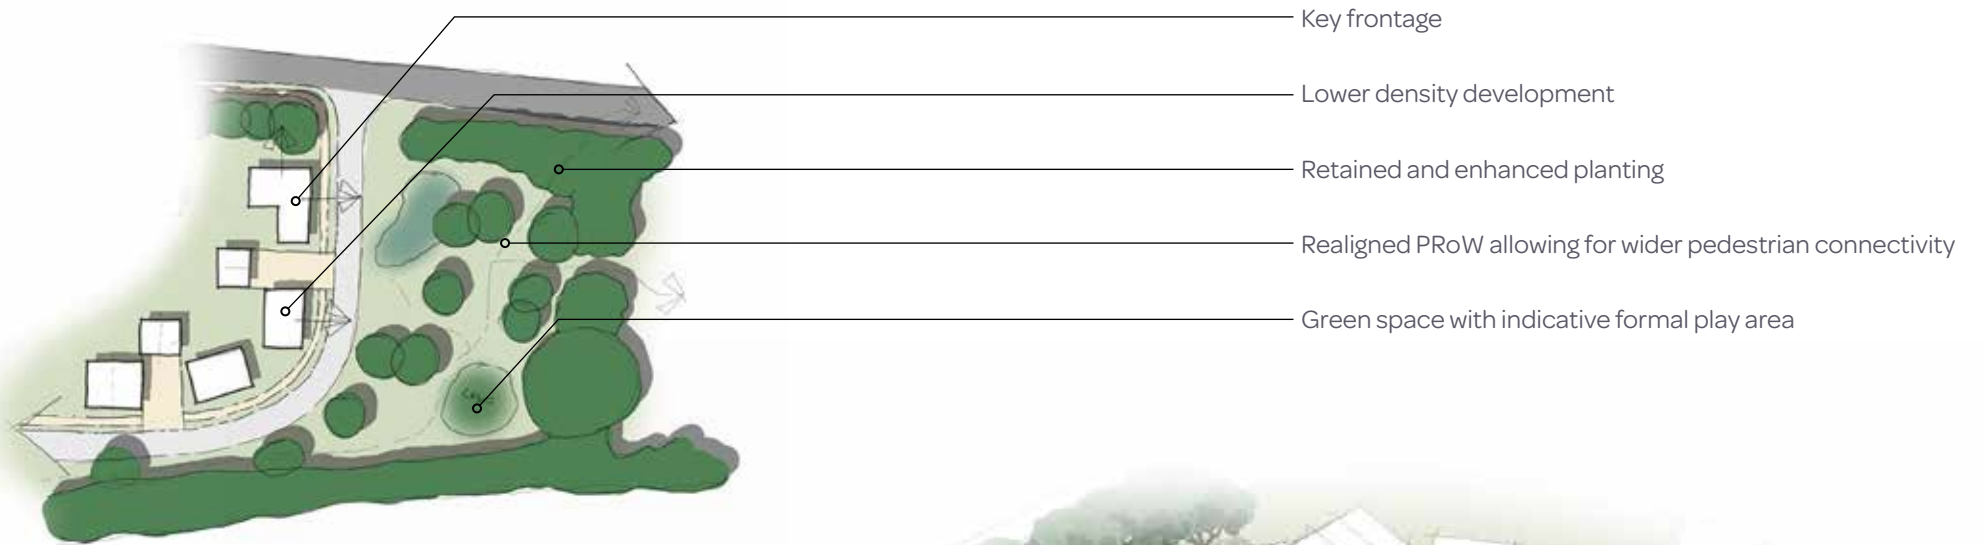 Key frontage
Lower density development
Retained and enhanced planting
Realigned PRoW allowing for wider pedestrian connectivity
Green space with indicative formal play area